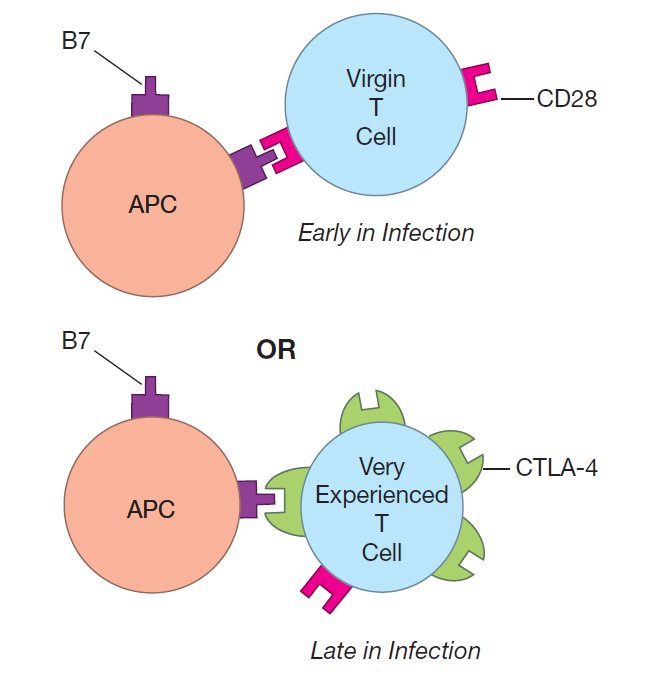 B7
Virgin
T
Cell
CD28
APC
Early in Infection
B7
OR
Very
Experienced
T
Cell
CTLA-4
APC
Late in Infection